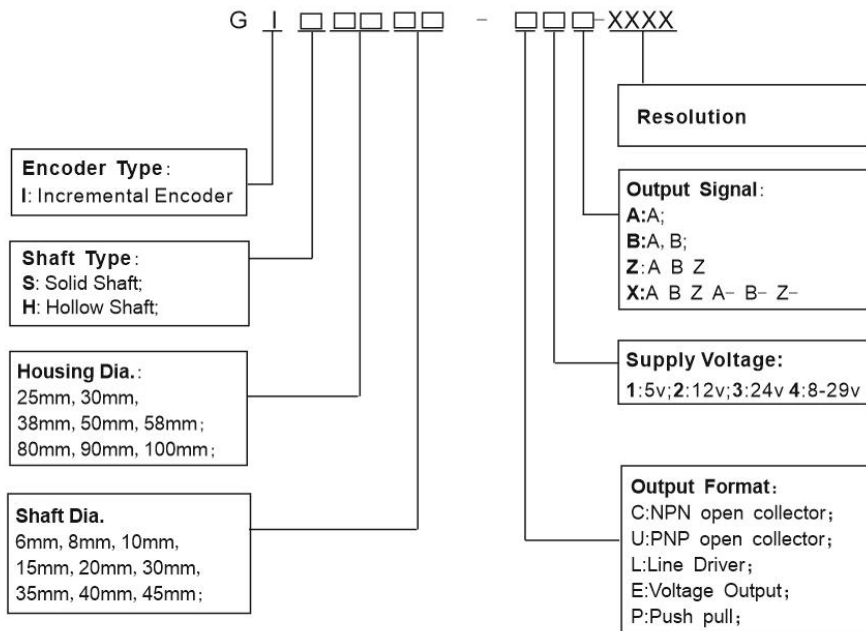 G I □ □□ □□ - □□□-XXXX
Resolution
Encoder Type:
I: Incremental Encoder
Output Signal:
A:A;
B:A, B;
Z:A B Z
X:A B Z A- B- Z-
Shaft Type:
S: Solid Shaft;
H: Hollow Shaft;
Housing Dia.:
25mm, 30mm,
38mm, 50mm, 58mm;
80mm, 90mm, 100mm;
Supply Voltage:
1:5v;2:12v;3:24v 4:8-29v
Shaft Dia.
6mm, 8mm, 10mm,
15mm, 20mm, 30mm,
35mm, 40mm, 45mm;
Output Format:
C:NPN open collector;
U:PNP open collector;
L:Line Driver;
E:Voltage Output;
P:Push pull;